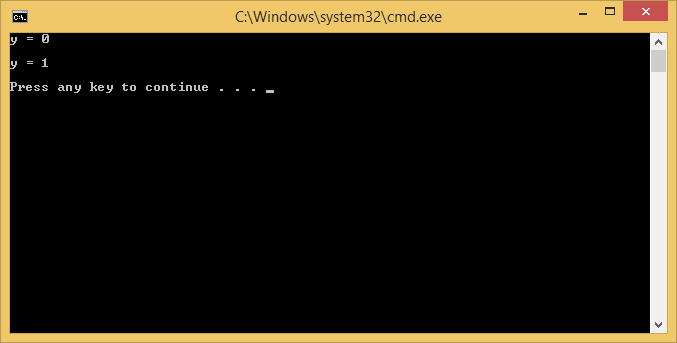 C:\Windows\system32\cmd.exe
y = 0
y = 1
Press any key to continue . . .